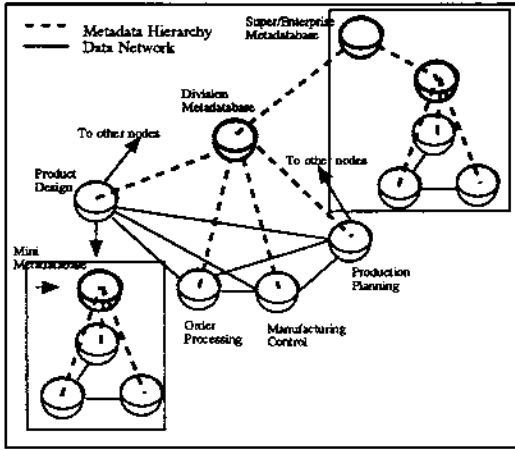 Metadata Hierarchy
Data Network
Super/Enterprise
Metadatabase
Division
Metadatabase
To other nodes
To other nodes
Product
Design
Mini
Metadatabase
Production
Planning
Order
Processing
Manufacturing
Control